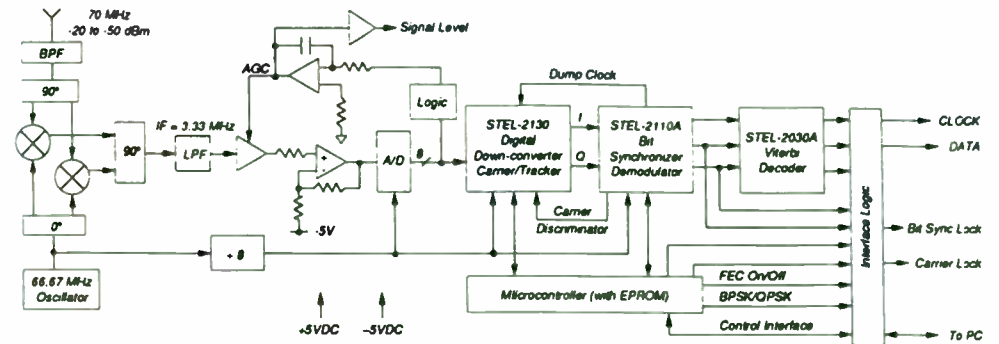 70 MHz
-20 to -50 dBm
BPF
90°
IF = 3.33 MHz
90°
LPF
AGC
Signal Level
Logic
A/D
8
-5V
0°
÷ 8
66.67 MHz
Oscillator
+5VDC
-5VDC
Dump Clock
STEL-2130
Digital
Down-converter
Carrier/Tracker
I
Q
STEL-2110A
Bit
Synchronizer
Demodulator
Carrier
Discriminator
STEL-2030A
Viterbi
Decoder
Microcontroller (with EPROM)
FEC On/Off
BPSK/QPSK
Control Interface
Interface Logic
CLOCK
DATA
Bit Sync Lock
Carrier Lock
To PC